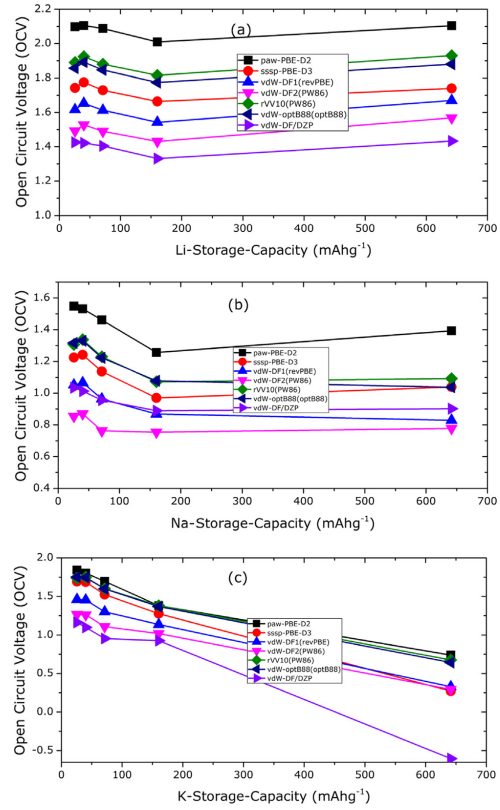 (a)
2.2
2.0
1.8
1.6
1.4
1.2
1.0
Open Circuit Voltage (OCV)
paw-PBE-D2
sssp-PBE-D3
vdW-DF1(revPBE)
vdW-DF2(PW86)
rVV10(PW86)
vdW-optB88(optB88)
vdW-DF/DZP
0 100 200 300 400 500 600 700
Li-Storage-Capacity (mAhg-1)
(b)
1.6
1.4
1.2
1.0
0.8
0.6
0.4
Open Circuit Voltage (OCV)
paw-PBE-D2
sssp-PBE-D3
vdW-DF1(revPBE)
vdW-DF2(PW86)
rVV10(PW86)
vdW-optB88(optB88)
vdW-DF/DZP
0 100 200 300 400 500 600 700
Na-Storage-Capacity (mAhg-1)
(c)
2.0
1.5
1.0
0.5
0.0
-0.5
Open Circuit Voltage (OCV)
paw-PBE-D2
sssp-PBE-D3
vdW-DF1(revPBE)
vdW-DF2(PW86)
rVV10(PW86)
vdW-optB88(optB88)
vdW-DF/DZP
0 100 200 300 400 500 600 700
K-Storage-Capacity (mAhg-1)